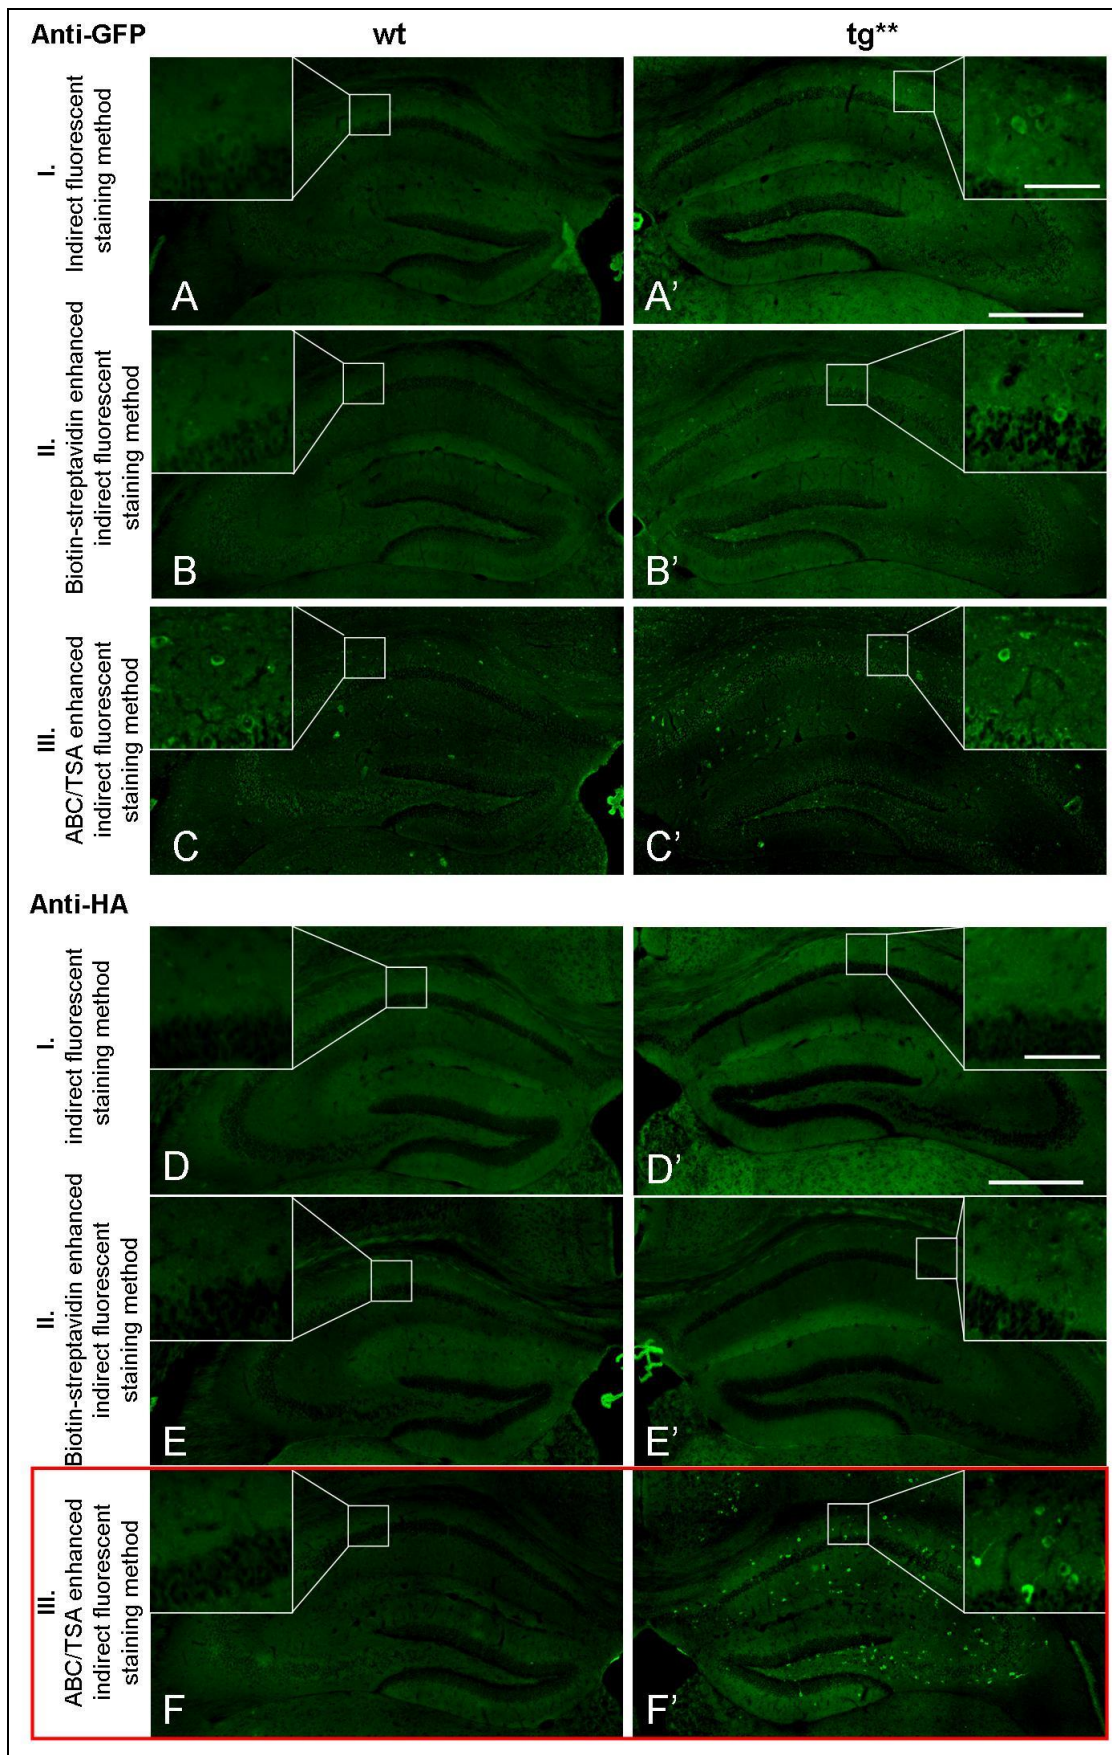 Anti-GFP wt tg**
I.
Indirect fluorescent
staining method
A A’
II.
Biotin-streptavidin enhanced
indirect fluorescent
staining method
B B’
III.
ABC/TSA enhanced
indirect fluorescent
staining method
C C’
Anti-HA
I.
indirect fluorescent
staining method
D D’
II.
Biotin-streptavidin enhanced
indirect fluorescent
staining method
E E’
III.
ABC/TSA enhanced
indirect fluorescent
staining method
F F’